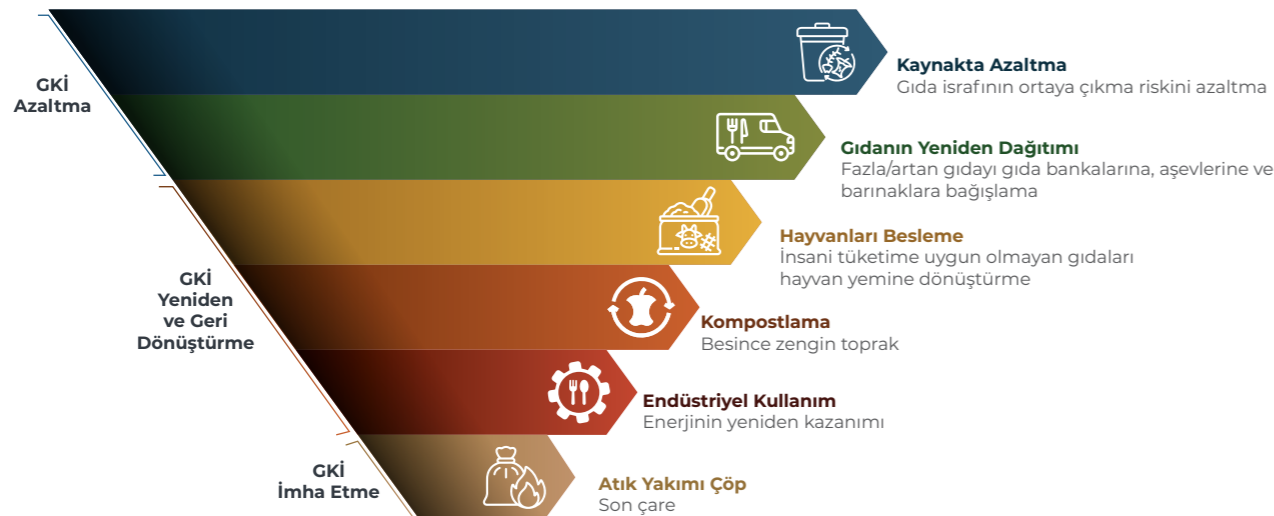 GKİ
Azaltma
Kaynakta Azaltma
Gıda israfının ortaya çıkma riskini azaltma
Gıdanın Yeniden Dağıtımı
Fazla/artan gıdayı gıda bankalarına, aşevlerine ve
barınaklara bağışlama
GKİ
Yeniden
ve Geri
Dönüştürme
Hayvanları Besleme
İnsani tüketime uygun olmayan gıdaları
hayvan yemine dönüştürme
Kompostlama
Besince zengin toprak
Endüstriyel Kullanım
Enerjinin yeniden kazanımı
GKİ
İmha Etme
Atık Yakımı Çöp
Son çare